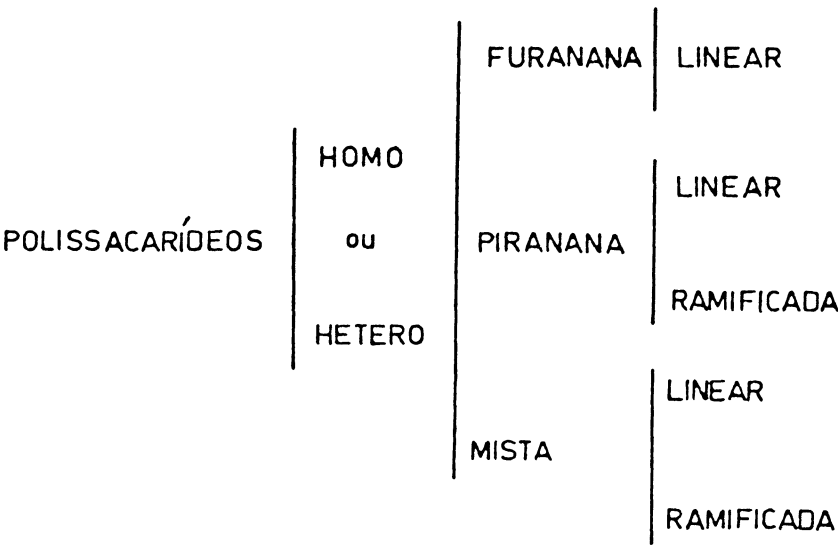 FURANANA LINEAR
HOMO
LINEAR
POLISSACARÍDEOS ou PIRANANA
RAMIFICADA
HETERO
LINEAR
MISTA
RAMIFICADA